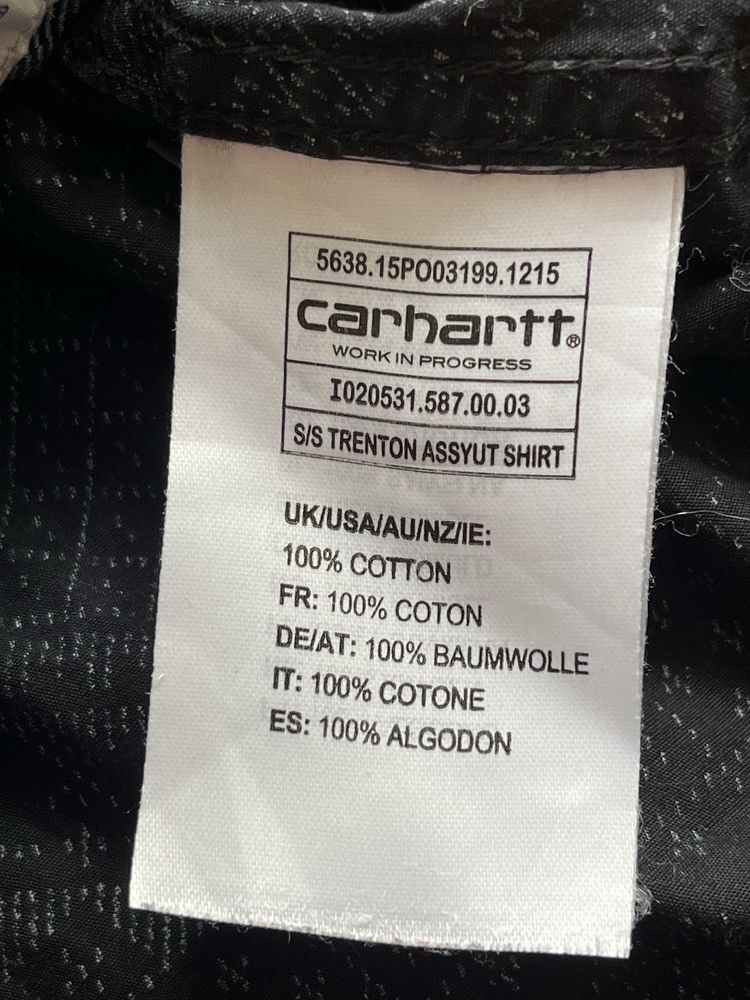 5638.15PO03199.1215
carhartt®
WORK IN PROGRESS
I020531.587.00.03
S/S TRENTON ASSYUT SHIRT
UK/USA/AU/NZ/IE:
100% COTTON
FR: 100% COTON
DE/AT: 100% BAUMWOLLE
IT: 100% COTONE
ES: 100% ALGODON